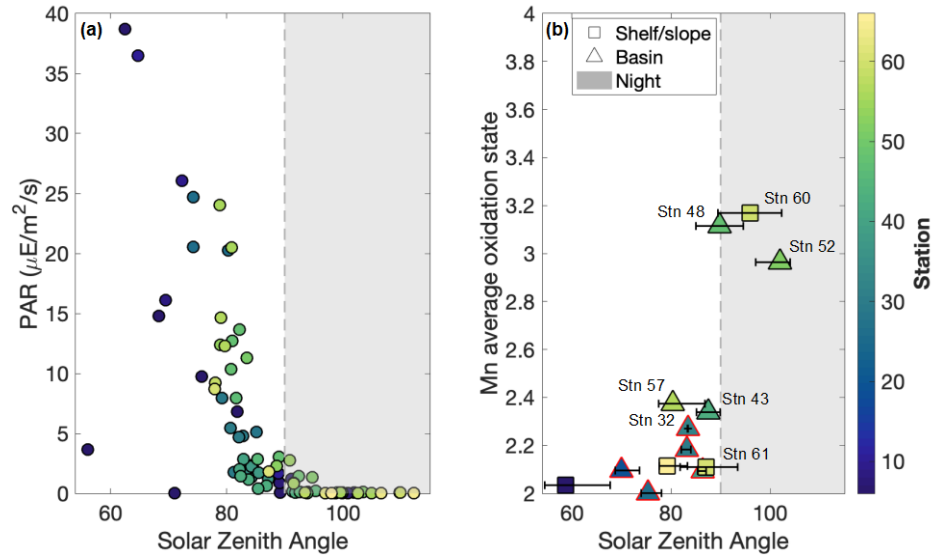 (a)
40
35
30
25
20
15
10
5
0
PAR (μE/m²/s)
60
80
100
Solar Zenith Angle
(b)
Shelf/slope
Basin
Night
4
3.8
3.6
3.4
3.2
3
2.8
2.6
2.4
2.2
2
Mn average oxidation state
Stn 60
Stn 48
Stn 52
Stn 57
Stn 43
Stn 32
Stn 61
60
80
100
Solar Zenith Angle
60
50
40
30
20
10
Station